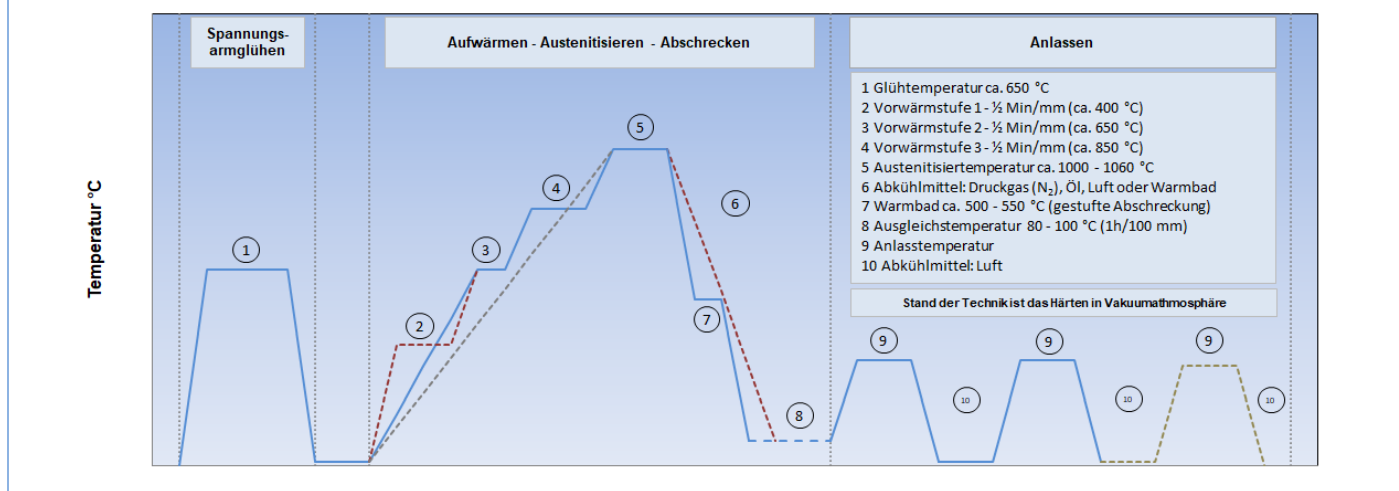 Spannungs-
armglühen
Aufwärmen - Austenitisieren - Abschrecken
Anlassen
1 Glühtemperatur ca. 650 °C
2 Vorwärmstufe 1 - ½ Min/mm (ca. 400 °C)
3 Vorwärmstufe 2 - ½ Min/mm (ca. 650 °C)
4 Vorwärmstufe 3 - ½ Min/mm (ca. 850 °C)
5 Austenitisiertemperatur ca. 1000 - 1060 °C
6 Abkühlmittel: Druckgas (N₂), Öl, Luft oder Warmbad
7 Warmbad ca. 500 - 550 °C (gestufte Abschreckung)
8 Ausgleichstemperatur 80 - 100 °C (1h/100 mm)
9 Anlasstemperatur
10 Abkühlmittel: Luft
Stand der Technik ist das Härten in Vakuumathmosphäre
Temperatur °C
1
2
3
4
5
6
7
8
9
10
9
10
9
10